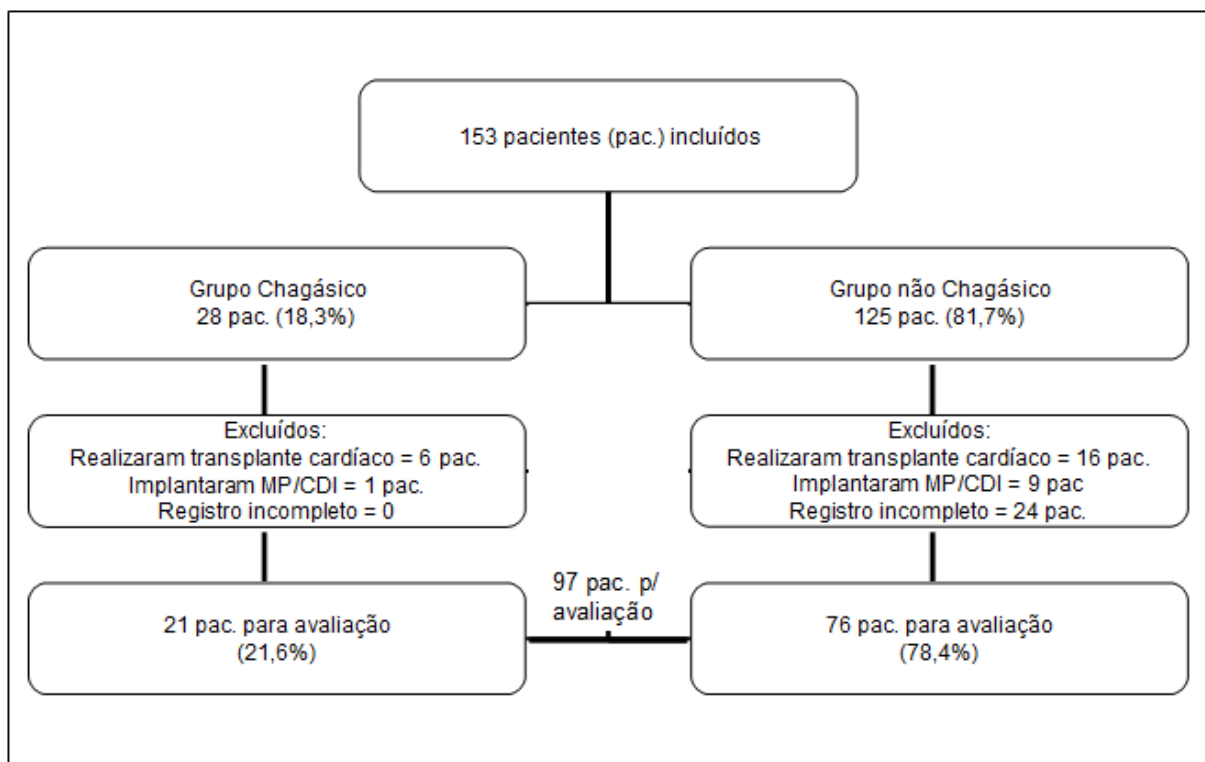 153 pacientes (pac.) incluídos
Grupo Chagásico
28 pac. (18,3%)
Grupo não Chagásico
125 pac. (81,7%)
Excluídos:
Realizaram transplante cardíaco = 6 pac.
Implantaram MP/CDI = 1 pac.
Registro incompleto = 0
Excluídos:
Realizaram transplante cardíaco = 16 pac.
Implantaram MP/CDI = 9 pac
Registro incompleto = 24 pac.
21 pac. para avaliação
(21,6%)
97 pac. p/
avaliação
76 pac. para avaliação
(78,4%)